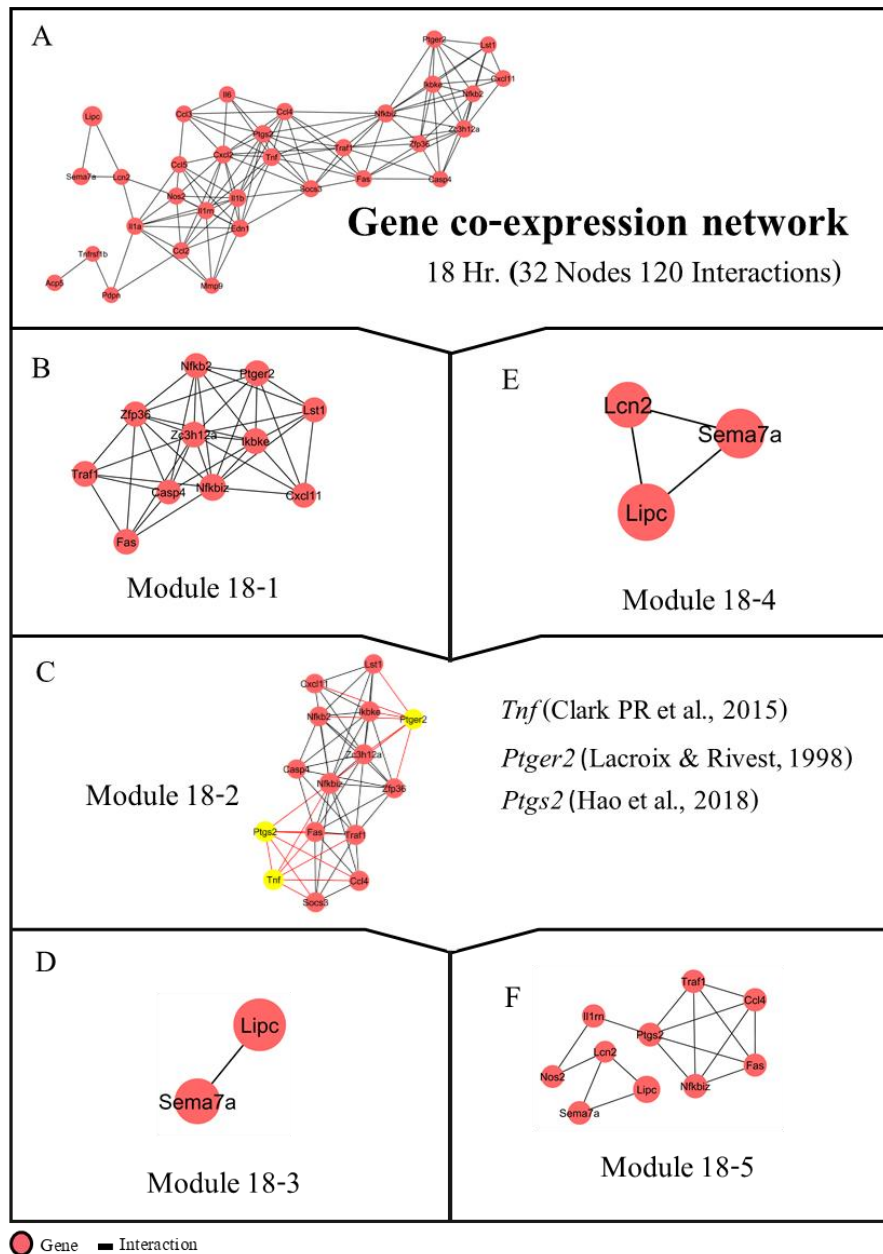 A
Ptger2
Lst1
Cxcl11
Ikbke
Nfkb2
Il6
Ccl3
Ccl4
Nfkbiz
Zc3h12a
Lipc
Ptgs2
Zfp36
Cxcl2
Tnf
Traf1
Ccl5
Sema7a
Lcn2
Nos2
Il1b
Socs3
Fas
Casp4
Il1rn
Il1a
Edn1
Ccl2
Tnfrsf1b
Acp5
Pdpn
Mmp9
Gene co-expression network
18 Hr. (32 Nodes 120 Interactions)
B
Nfkb2
Ptger2
Zfp36
Lst1
Zc3h12a
Ikbke
Traf1
Casp4
Nfkbiz
Cxcl11
Fas
Module 18-1
E
Lcn2
Sema7a
Lipc
Module 18-4
C
Lst1
Cxcl11
Nfkb2
Ikbke
Ptger2
Zc3h12a
Casp4
Nfkbiz
Zfp36
Ptgs2
Fas
Traf1
Tnf
Ccl4
Socs3
Module 18-2
Tnf (Clark PR et al., 2015)
Ptger2 (Lacroix & Rivest, 1998)
Ptgs2 (Hao et al., 2018)
D
Lipc
Sema7a
Module 18-3
F
Traf1
Ccl4
Il1rn
Ptgs2
Lcn2
Nos2
Lipc
Nfkbiz
Fas
Sema7a
Module 18-5
Gene Interaction